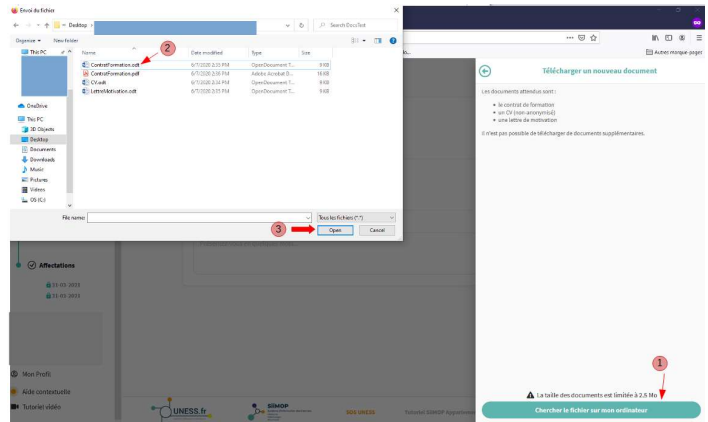 Envoi du fichier
Desktop
Search DocsTest
Organize
New folder
This PC
Name
Date modified
Type
Size
ContratFormation.odt
6/7/2020 2:35 PM
OpenDocument T...
9 KB
ContratFormation.pdf
6/7/2020 2:36 PM
Adobe Acrobat D...
16 KB
CV.odt
6/7/2020 2:34 PM
OpenDocument T...
9 KB
LettreMotivation.odt
6/7/2020 2:35 PM
OpenDocument T...
9 KB
2
OneDrive
This PC
3D Objects
Desktop
Documents
Downloads
Music
Pictures
Videos
OS (C:)
File name:
Tous les fichiers (*.*)
3
Open
Cancel
Autres marque-pages
Télécharger un nouveau document
Les documents attendus sont :
le contrat de formation
un CV (non anonymisé)
une lettre de motivation
Il n'est pas possible de télécharger de documents supplémentaires.
Affectations
Mon Profil
Aide contextuelle
Tutoriel vidéo
UNESS.fr
SIIMOP
SDS UNESS
1
La taille des documents est limitée à 2.5 Mo
Chercher le fichier sur mon ordinateur